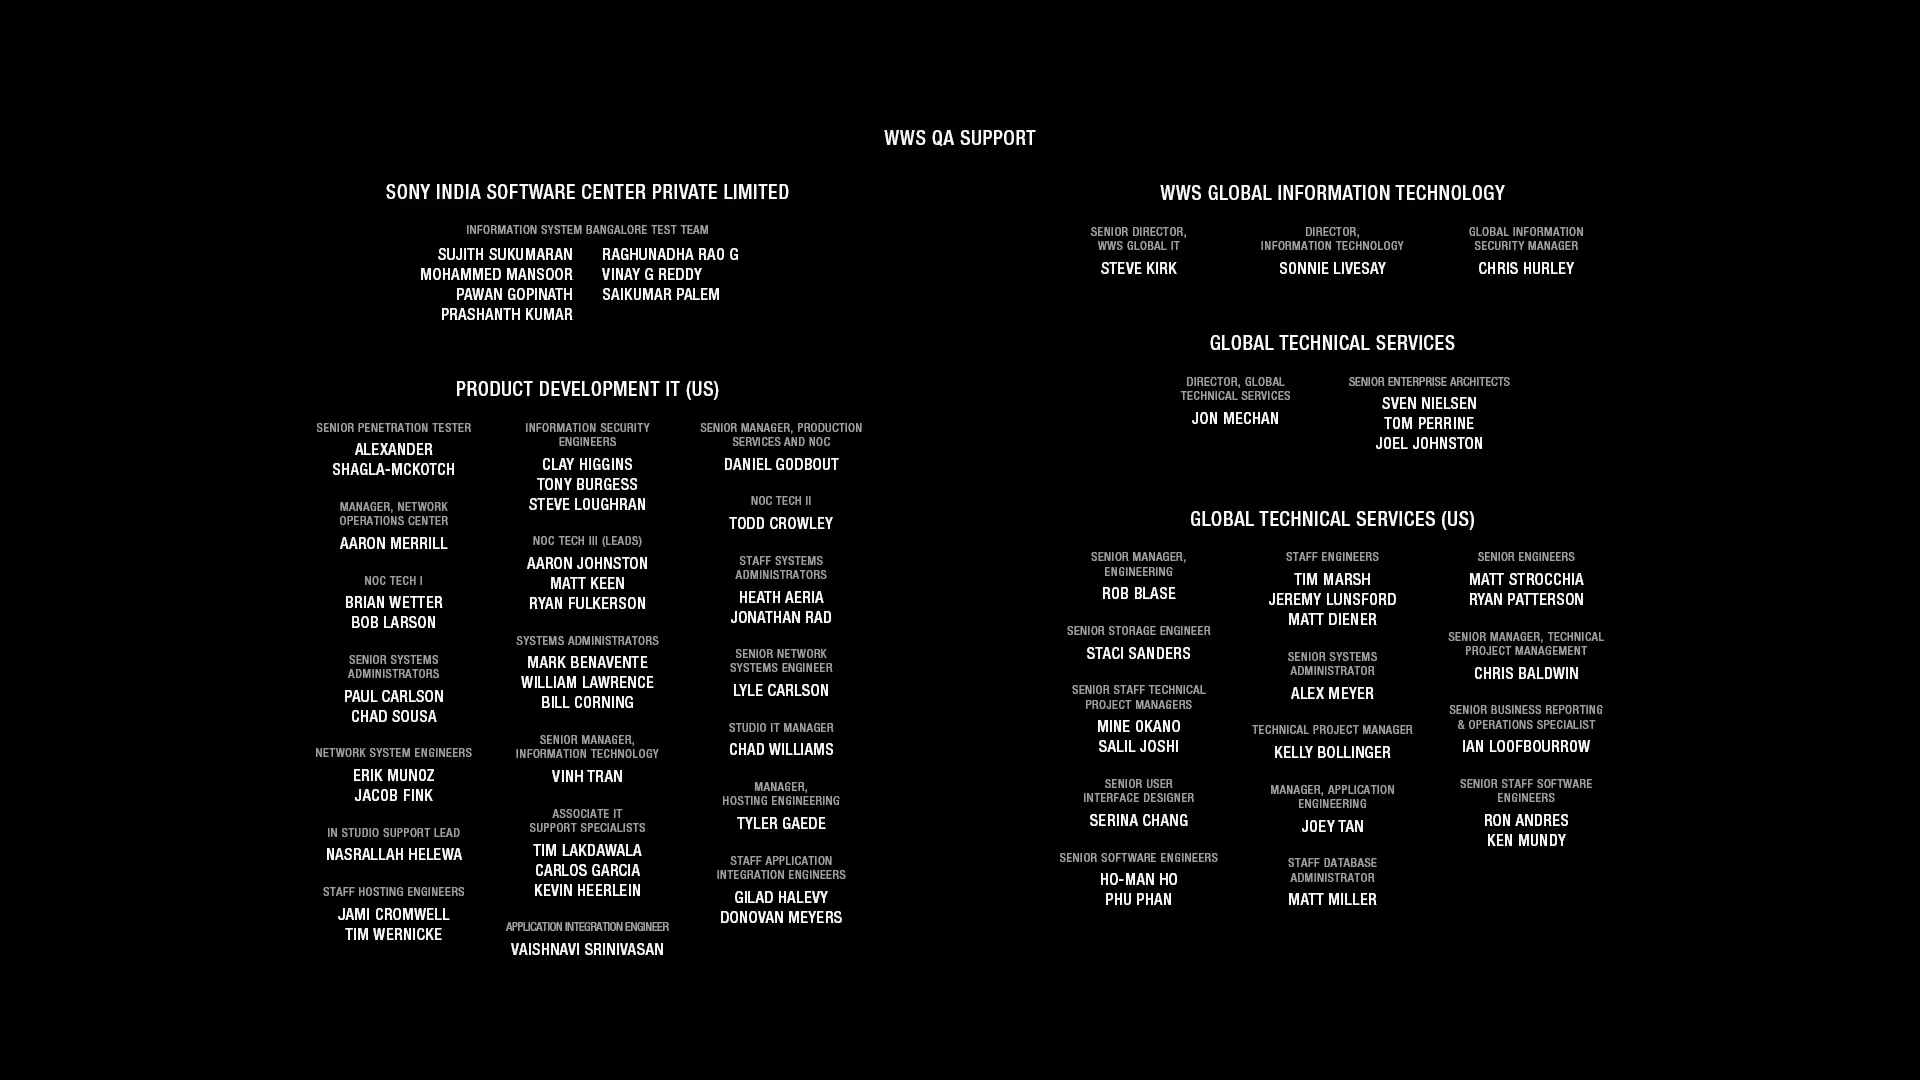 WWS QA SUPPORT
SONY INDIA SOFTWARE CENTER PRIVATE LIMITED
INFORMATION SYSTEM BANGALORE TEST TEAM
SUJITH SUKUMARAN
MOHAMMED MANSOOR
PAWAN GOPINATH
PRASHANTH KUMAR
RAGHUNADHA RAO G
VINAY G REDDY
SAIKUMAR PALEM
PRODUCT DEVELOPMENT IT (US)
SENIOR PENETRATION TESTER
ALEXANDER
SHAGLA-MCKOTCH
MANAGER, NETWORK
OPERATIONS CENTER
AARON MERRILL
NOC TECH I
BRIAN WETTER
BOB LARSON
SENIOR SYSTEMS
ADMINISTRATORS
PAUL CARLSON
CHAD SOUSA
NETWORK SYSTEM ENGINEERS
ERIK MUNOZ
JACOB FINK
IN STUDIO SUPPORT LEAD
NASRALLAH HELEWA
STAFF HOSTING ENGINEERS
JAMI CROMWELL
TIM WERNICKE
INFORMATION SECURITY
ENGINEERS
CLAY HIGGINS
TONY BURGESS
STEVE LOUGHRAN
NOC TECH III (LEADS)
AARON JOHNSTON
MATT KEEN
RYAN FULKERSON
SYSTEMS ADMINISTRATORS
MARK BENAVENTE
WILLIAM LAWRENCE
BILL CORNING
SENIOR MANAGER,
INFORMATION TECHNOLOGY
VINH TRAN
ASSOCIATE IT
SUPPORT SPECIALISTS
TIM LAKDAWALA
CARLOS GARCIA
KEVIN HEERLEIN
APPLICATION INTEGRATION ENGINEER
VAISHNAVI SRINIVASAN
SENIOR MANAGER, PRODUCTION
SERVICES AND NOC
DANIEL GODBOUT
NOC TECH II
TODD CROWLEY
STAFF SYSTEMS
ADMINISTRATORS
HEATH AERIA
JONATHAN RAD
SENIOR NETWORK
SYSTEMS ENGINEER
LYLE CARLSON
STUDIO IT MANAGER
CHAD WILLIAMS
MANAGER,
HOSTING ENGINEERING
TYLER GAEDE
STAFF APPLICATION
INTEGRATION ENGINEERS
GILAD HALEVY
DONOVAN MEYERS
WWS GLOBAL INFORMATION TECHNOLOGY
SENIOR DIRECTOR,
WWS GLOBAL IT
STEVE KIRK
DIRECTOR,
INFORMATION TECHNOLOGY
SONNIE LIVESAY
GLOBAL INFORMATION
SECURITY MANAGER
CHRIS HURLEY
GLOBAL TECHNICAL SERVICES
DIRECTOR, GLOBAL
TECHNICAL SERVICES
JON MECHAN
SENIOR ENTERPRISE ARCHITECTS
SVEN NIELSEN
TOM PERRINE
JOEL JOHNSTON
GLOBAL TECHNICAL SERVICES (US)
SENIOR MANAGER,
ENGINEERING
ROB BLASE
SENIOR STORAGE ENGINEER
STACI SANDERS
SENIOR STAFF TECHNICAL
PROJECT MANAGERS
MINE OKANO
SALIL JOSHI
SENIOR USER
INTERFACE DESIGNER
SERINA CHANG
SENIOR SOFTWARE ENGINEERS
HO-MAN HO
PHU PHAN
STAFF ENGINEERS
TIM MARSH
JEREMY LUNSFORD
MATT DIENER
SENIOR SYSTEMS
ADMINISTRATOR
ALEX MEYER
TECHNICAL PROJECT MANAGER
KELLY BOLLINGER
MANAGER, APPLICATION
ENGINEERING
JOEY TAN
STAFF DATABASE
ADMINISTRATOR
MATT MILLER
SENIOR ENGINEERS
MATT STROCCHIA
RYAN PATTERSON
SENIOR MANAGER, TECHNICAL
PROJECT MANAGEMENT
CHRIS BALDWIN
SENIOR BUSINESS REPORTING
& OPERATIONS SPECIALIST
IAN LOOFBOURROW
SENIOR STAFF SOFTWARE
ENGINEERS
RON ANDRES
KEN MUNDY